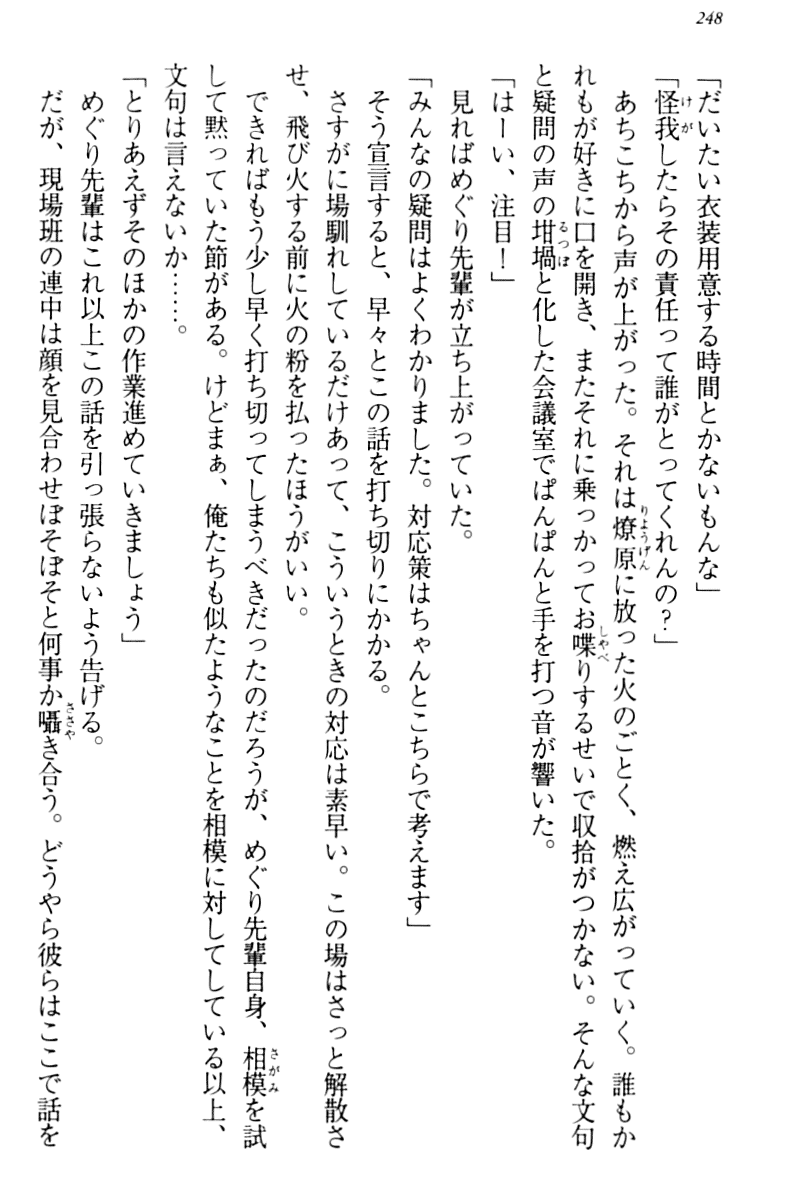 248
「だいたい衣装用意する時間とかないもんな」
「怪我したらその責任って誰がとってくれんの？」
あちこちから声が上がった。それは燎原に放った火のごとく、燃え広がっていく。誰もか
れもが好きに口を開き、またそれに乗っかってお喋りするせいで収拾がつかない。そんな文句
と疑問の声の坩堝と化した会議室でぱんぱんと手を打つ音が響いた。
「はーい、注目！」
見ればめぐり先輩が立ち上がっていた。
「みんなの疑問はよくわかりました。対応策はちゃんとこちらで考えます」
そう宣言すると、早々とこの話を打ち切りにかかる。
さすがに場馴れしているだけあって、こういうときの対応は素早い。この場はさっと解散さ
せ、飛び火する前に火の粉を払ったほうがいい。
できればもう少し早く打ち切ってしまうべきだったのだろうが、めぐり先輩自身、相模を試
して黙っていた節がある。けどまぁ、俺たちも似たようなことを相模に対してしている以上、
文句は言えないか……。
「とりあえずそのほかの作業進めていきましょう」
めぐり先輩はこれ以上この話を引っ張らないよう告げる。
だが、現場班の連中は顔を見合わせぼそぼそと何事か囁き合う。どうやら彼らはここで話を